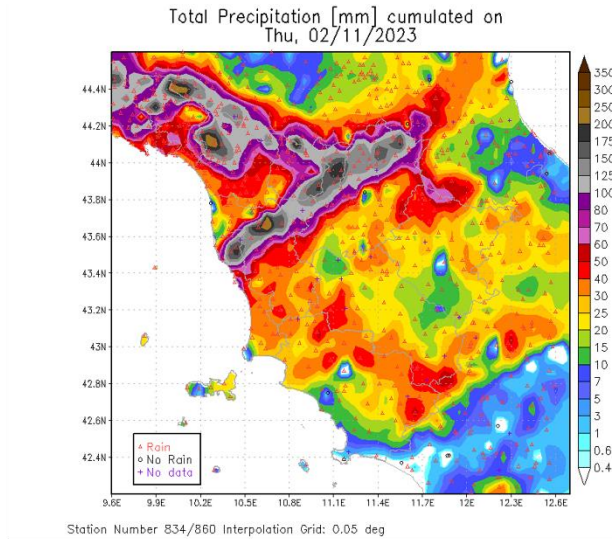 Total Precipitation [mm] cumulated on
Thu, 02/11/2023
350
300
250
200
175
150
125
100
80
70
60
50
40
30
25
20
15
10
7
5
3
1
0.6
0.4
44.4N
44.2N
44N
43.8N
43.6N
43.4N
43.2N
43N
42.8N
42.6N
42.4N
Rain
No Rain
No data
9.6E 9.9E 10.2E 10.5E 10.8E 11.1E 11.4E 11.7E 12E 12.3E 12.6E
Station Number 834/860 Interpolation Grid: 0.05 deg